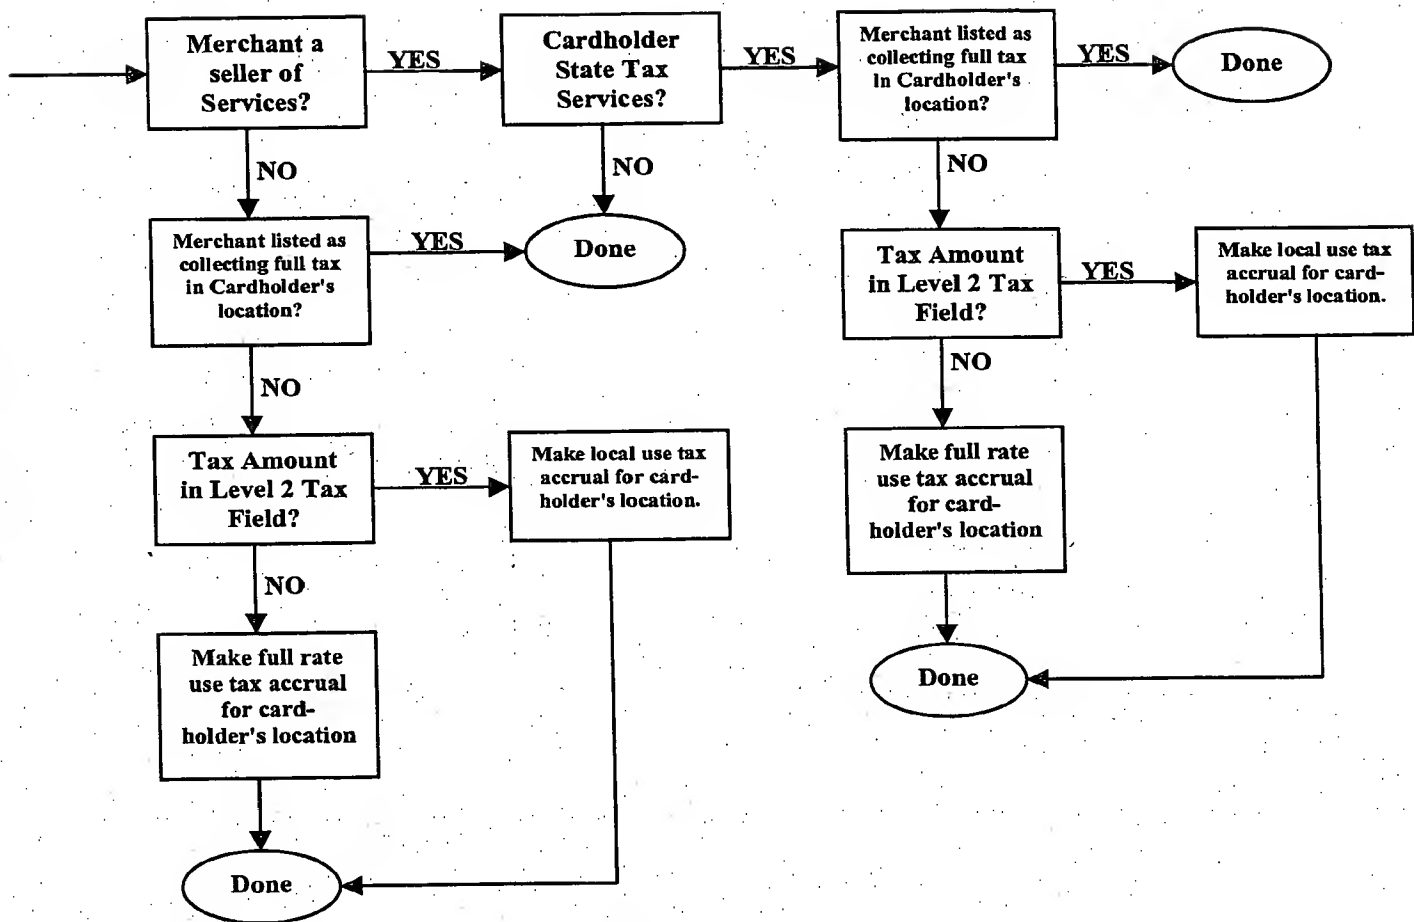 Merchant a
seller of
Services?
YES
Cardholder
State Tax
Services?
YES
Merchant listed as
collecting full tax
in Cardholder's
location?
YES
Done
NO
NO
NO
Merchant listed as
collecting full tax
in Cardholder's
location?
YES
Done
Tax Amount
in Level 2 Tax
Field?
YES
Make local use tax
accrual for card-
holder's location.
NO
NO
Tax Amount
in Level 2 Tax
Field?
YES
Make local use tax
accrual for card-
holder's location.
Make full rate
use tax accrual
for card-
holder's location
NO
Make full rate
use tax accrual
for card-
holder's location
Done
Done